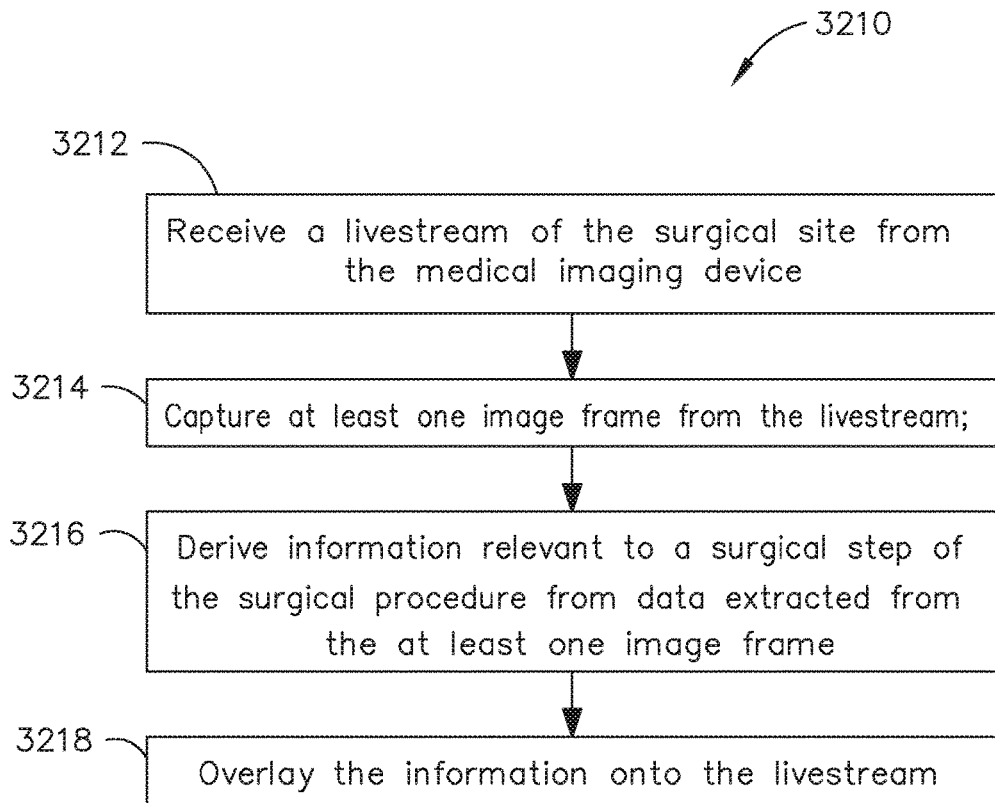 3210
3212
Receive a livestream of the surgical site from
the medical imaging device
3214
Capture at least one image frame from the livestream;
3216
Derive information relevant to a surgical step of
the surgical procedure from data extracted from
the at least one image frame
3218
Overlay the information onto the livestream